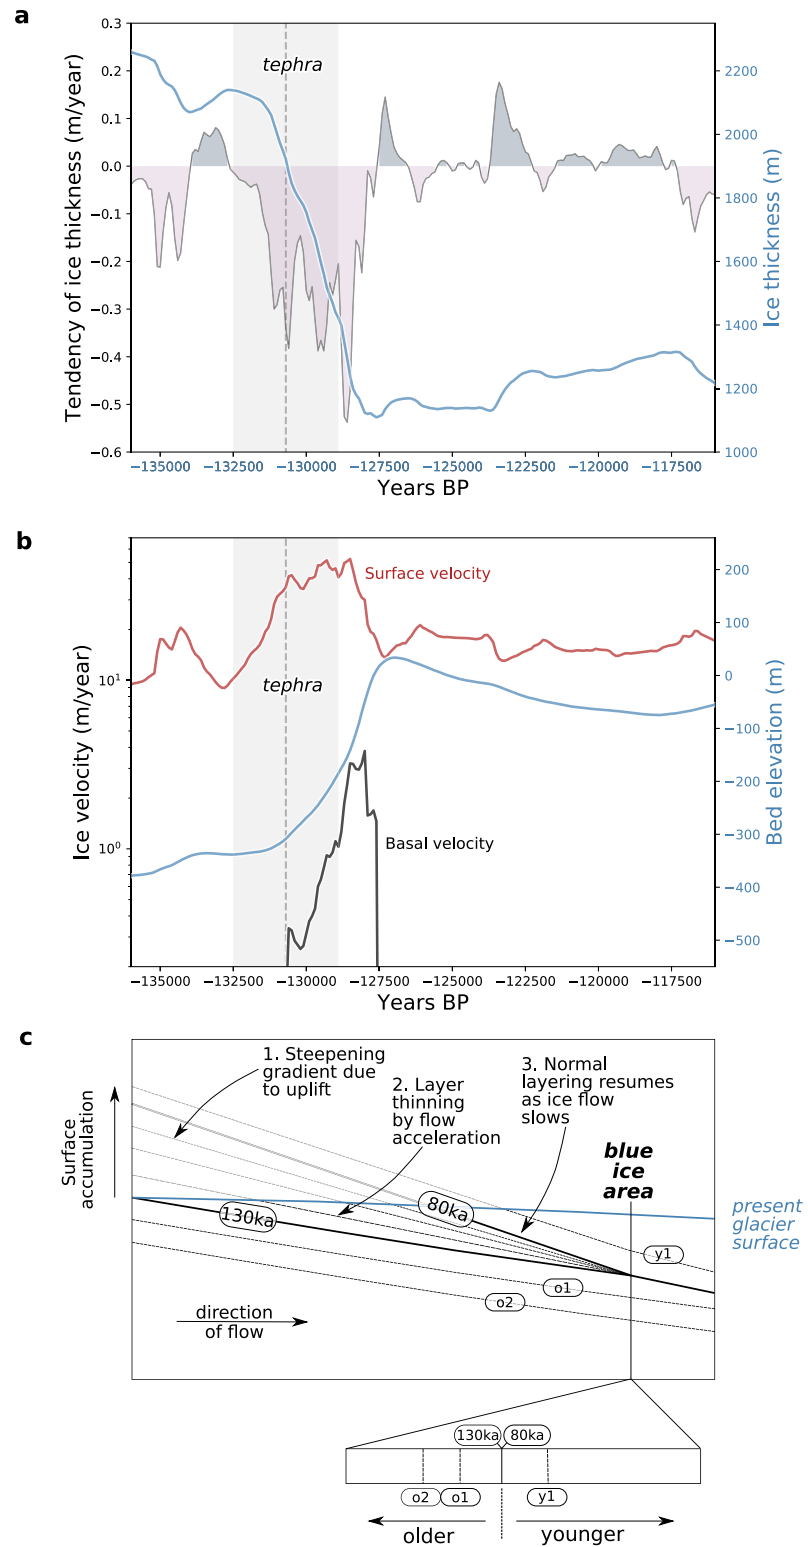 a
0.3
0.2
0.1
0.0
−0.1
−0.2
−0.3
−0.4
−0.5
−0.6
Tendency of ice thickness (m/year)
tephra
2200
2000
1800
1600
1400
1200
1000
Ice thickness (m)
−135000 −132500 −130000 −127500 −125000 −122500 −120000 −117500
Years BP
b
10¹
10⁰
Ice velocity (m/year)
Surface velocity
tephra
Basal velocity
200
100
0
−100
−200
−300
−400
−500
Bed elevation (m)
−135000 −132500 −130000 −127500 −125000 −122500 −120000 −117500
Years BP
c
Surface
accumulation
1. Steepening
gradient due
to uplift
2. Layer
thinning
by flow
acceleration
3. Normal
layering resumes
as ice flow
slows
blue
ice
area
present
glacier
surface
130ka
80ka
y1
o1
o2
direction
of flow
130ka 80ka
o2 o1 y1
older younger